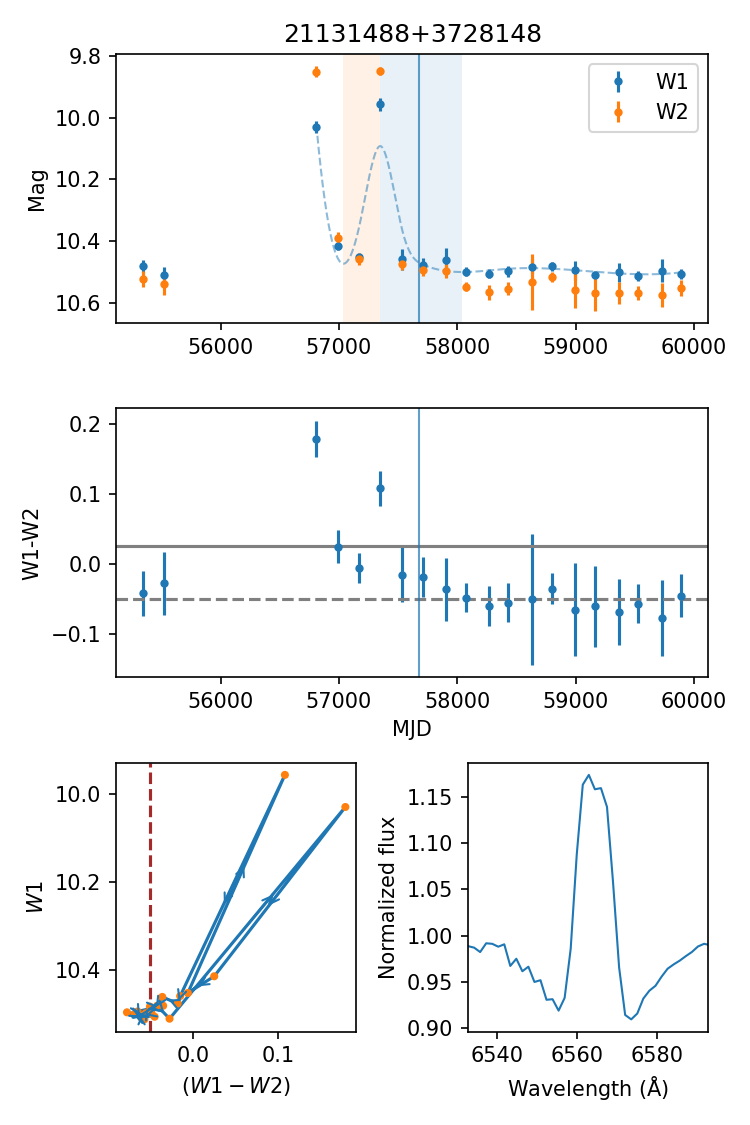 21131488+3728148
9.8
10.0
10.2
10.4
10.6
Mag
W1
W2
56000 57000 58000 59000 60000
0.2
0.1
0.0
−0.1
W1-W2
56000 57000 58000 59000 60000
MJD
10.0
10.2
10.4
W1
0.0 0.1
(W1 − W2)
1.15
1.10
1.05
1.00
0.95
0.90
Normalized flux
6540 6560 6580
Wavelength (Å)